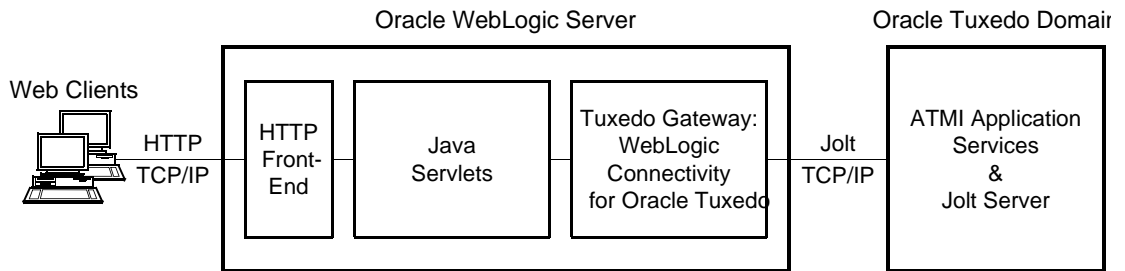 Oracle WebLogic Server
Oracle Tuxedo Domain
Web Clients
HTTP
TCP/IP
HTTP
Front-
End
Java
Servlets
Tuxedo Gateway:
WebLogic
Connectivity
for Oracle Tuxedo
Jolt
TCP/IP
ATMI Application
Services
&
Jolt Server